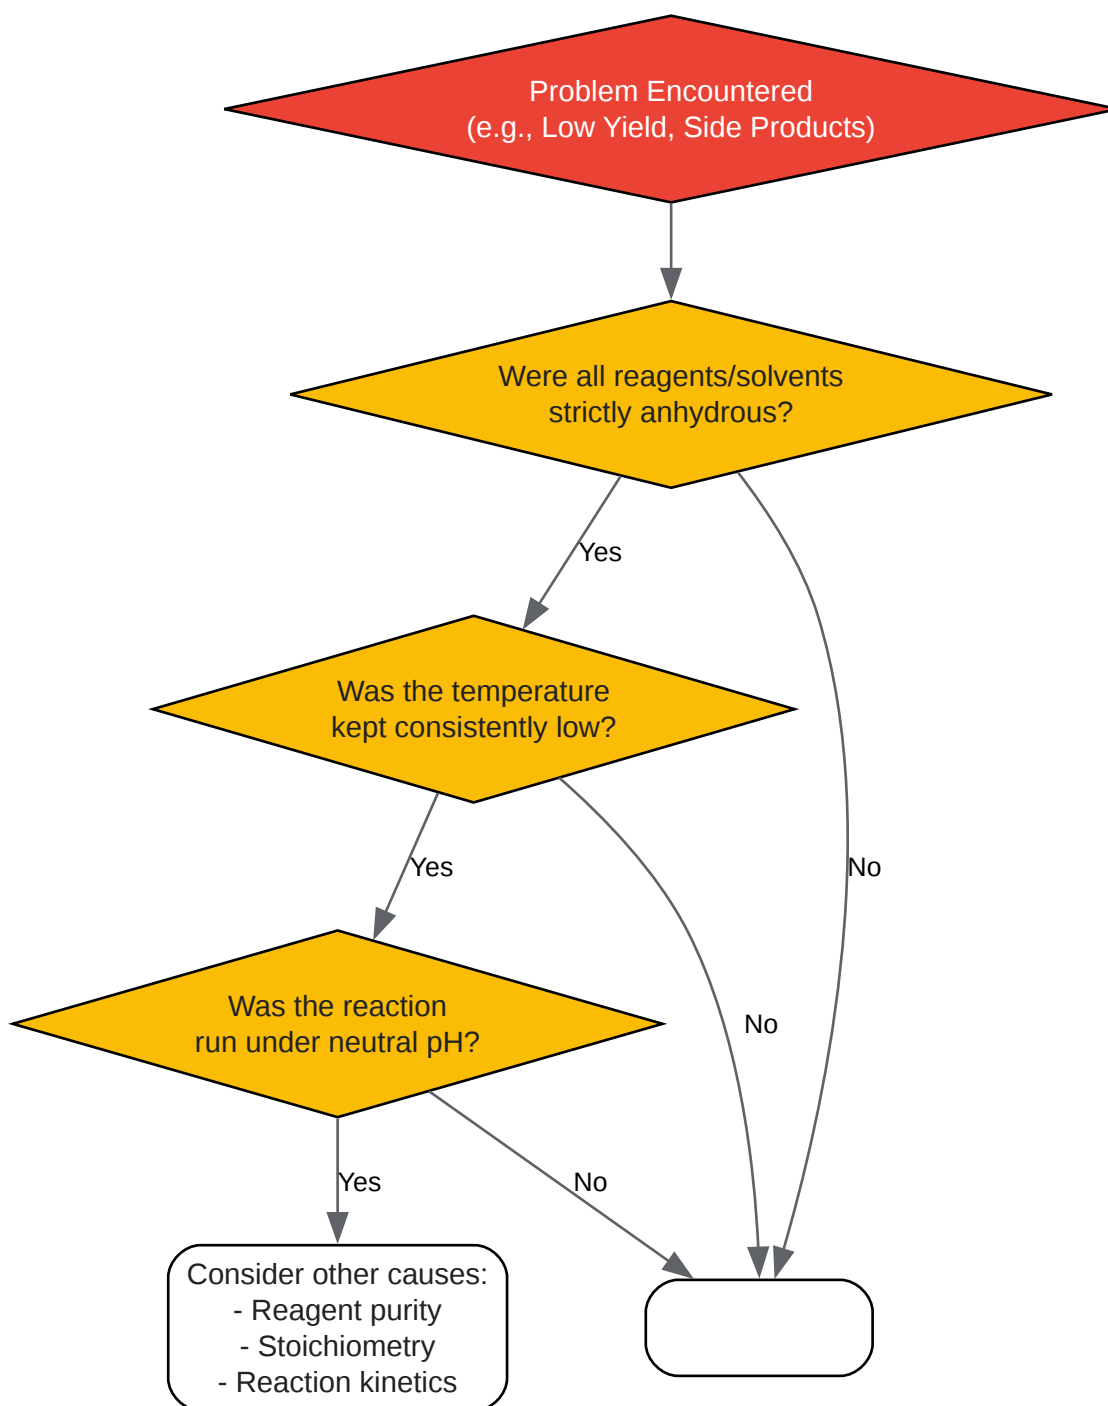 Problem Encountered
(e.g., Low Yield, Side Products)
Were all reagents/solvents
strictly anhydrous?
Yes
Was the temperature
kept consistently low?
Yes
No
Was the reaction
run under neutral pH?
No
Yes
No
Consider other causes:
- Reagent purity
- Stoichiometry
- Reaction kinetics